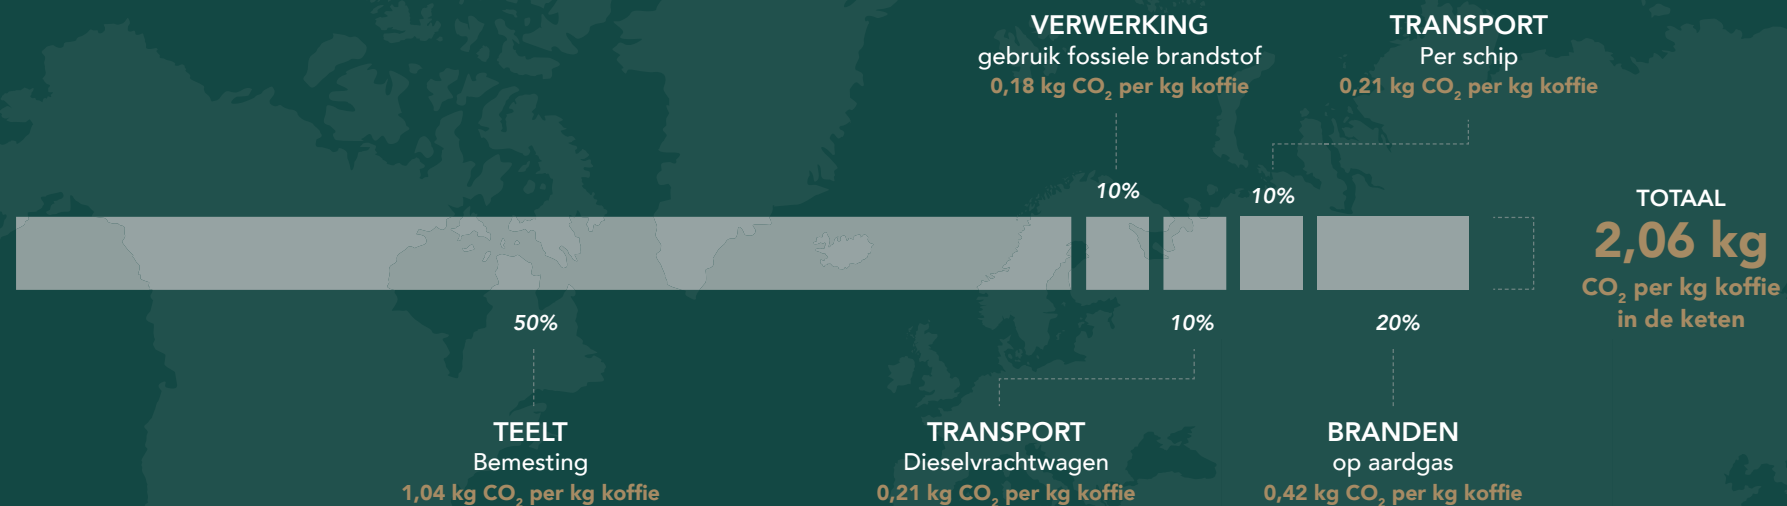 VERWERKING
gebruik fossiele brandstof
0,18 kg CO₂ per kg koffie
TRANSPORT
Per schip
0,21 kg CO₂ per kg koffie
10%
10%
TOTAAL
2,06 kg
CO₂ per kg koffie
in de keten
50%
10%
20%
TEELT
Bemesting
1,04 kg CO₂ per kg koffie
TRANSPORT
Dieselvrachtwagen
0,21 kg CO₂ per kg koffie
BRANDEN
op aardgas
0,42 kg CO₂ per kg koffie